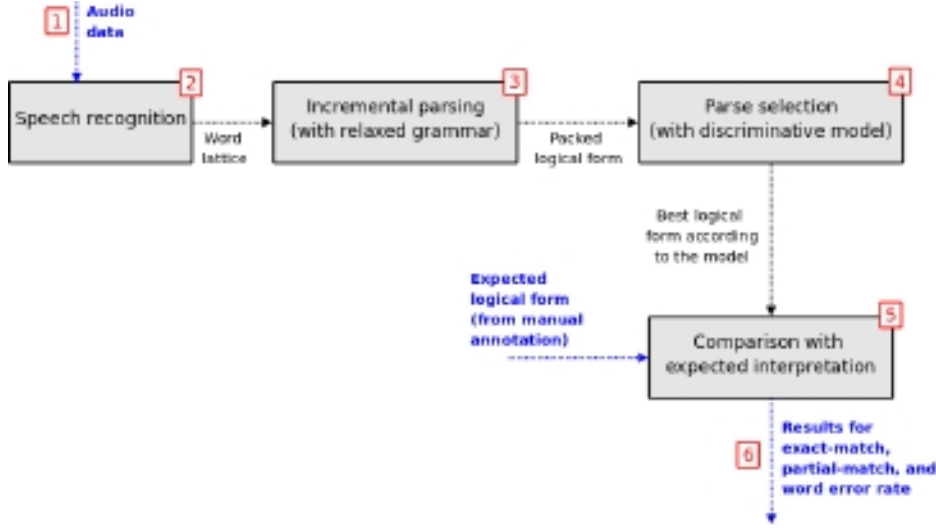 1
Audio
data
2
Speech recognition
Word
lattice
3
Incremental parsing
(with relaxed grammar)
Packed
logical form
4
Parse selection
(with discriminative model)
Best logical
form according
to the model
Expected
logical form
(from manual
annotation)
5
Comparison with
expected interpretation
6
Results for
exact-match,
partial-match, and
word error rate